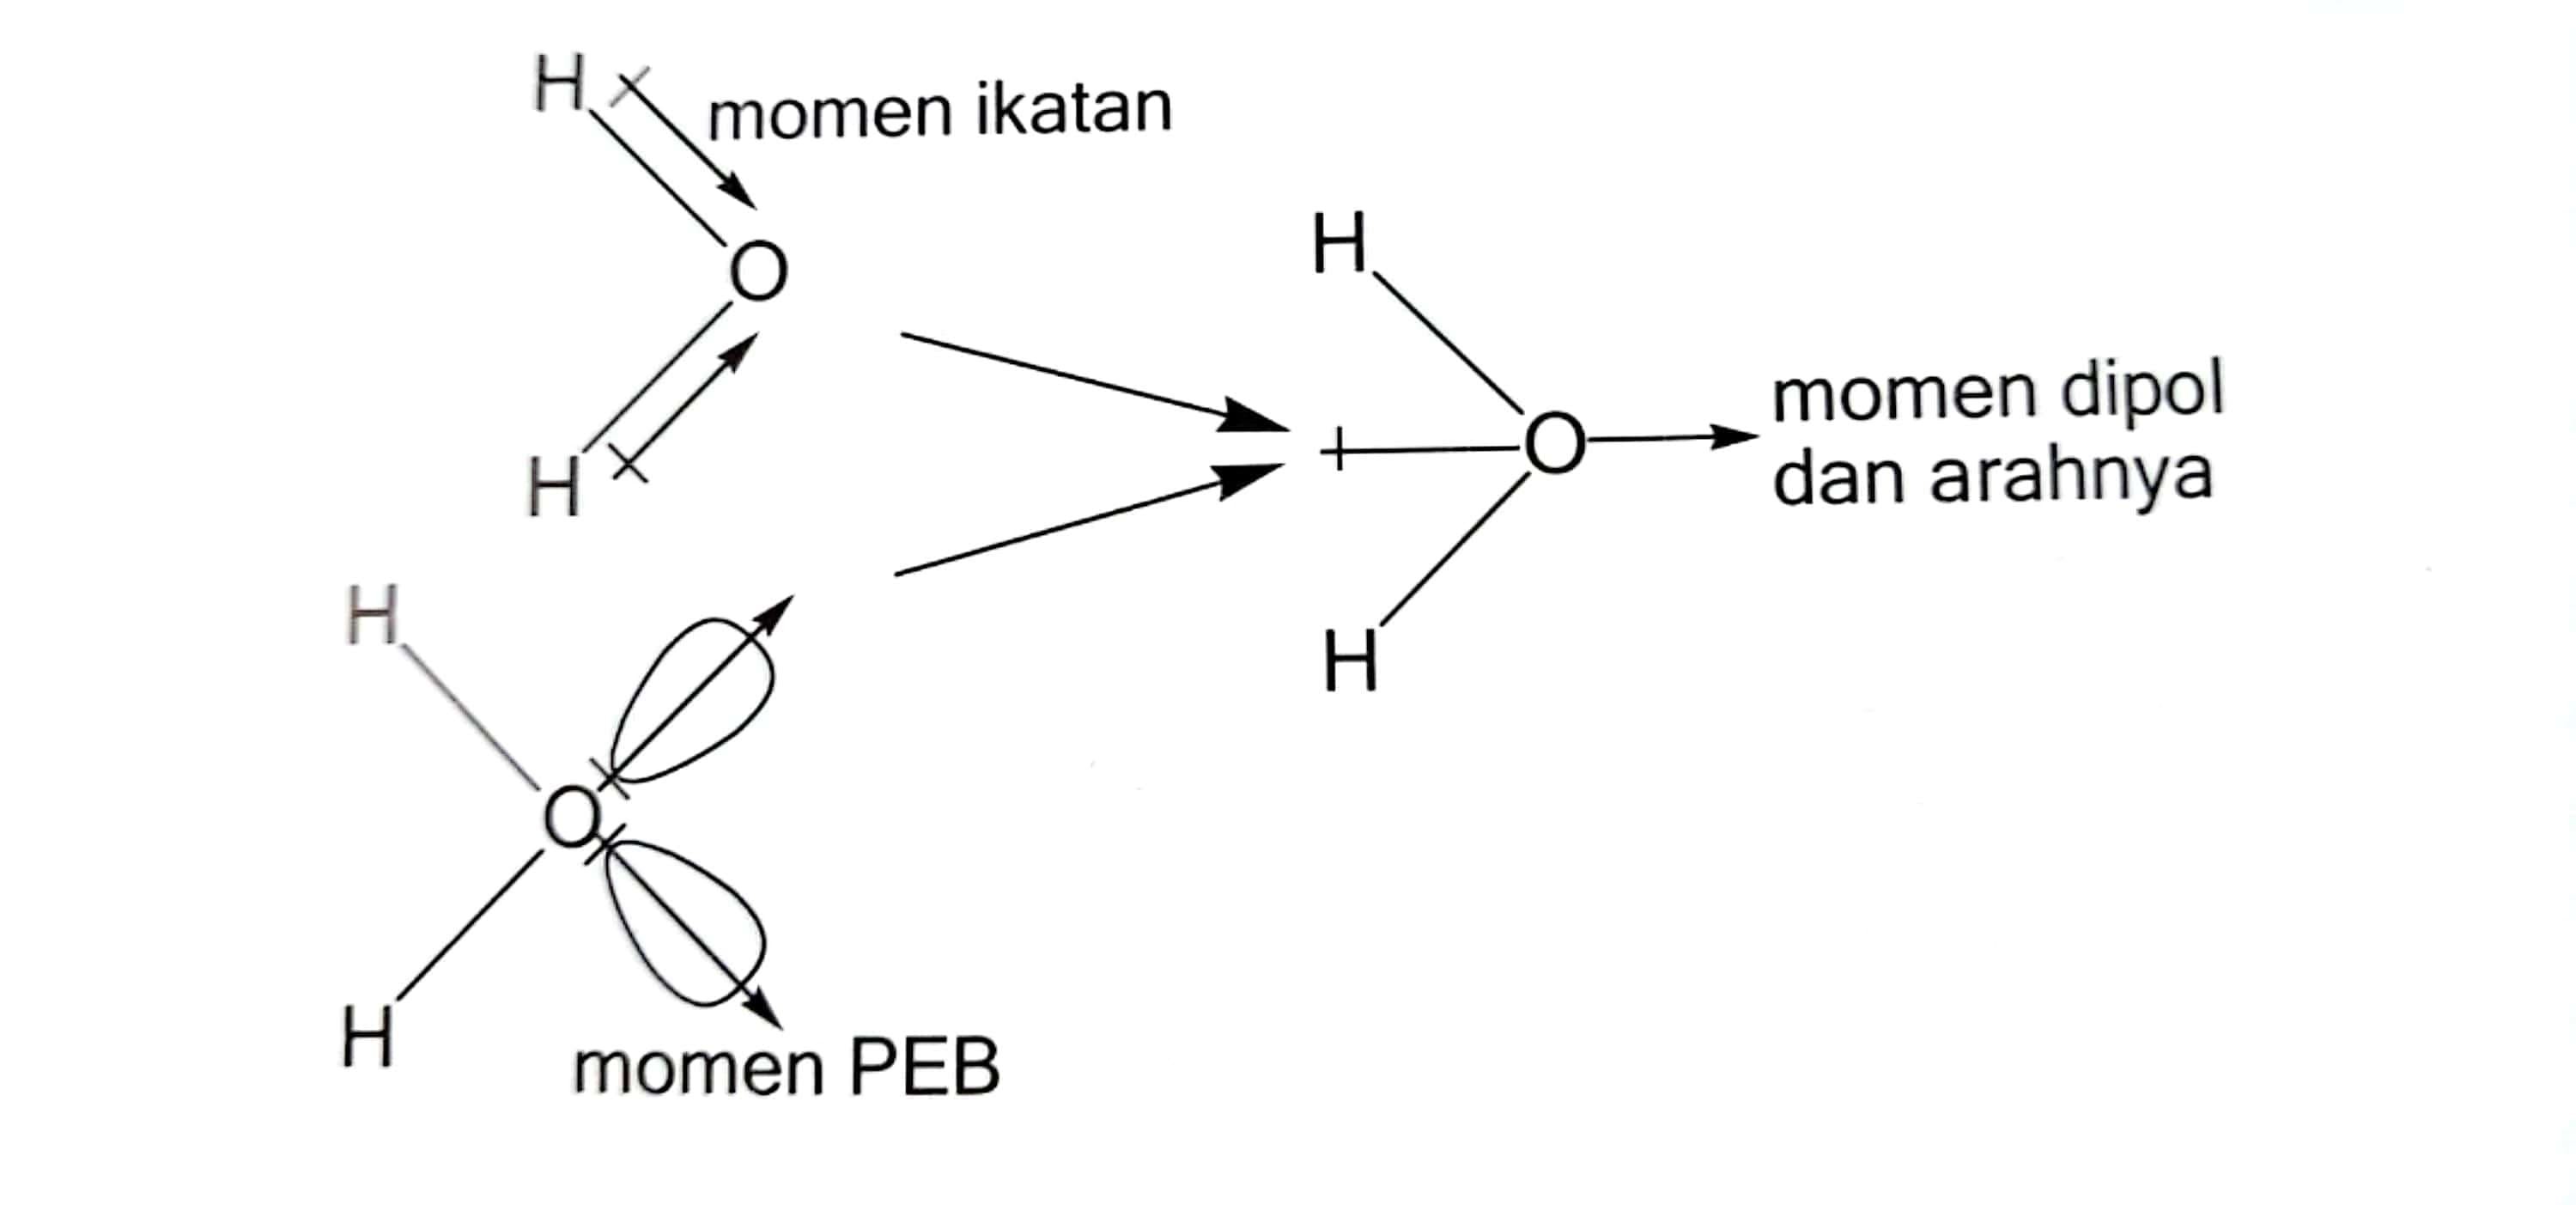 H
momen ikatan
O
H
H
O
H
momen PEB
H
+
O
H
momen dipol
dan arahnya